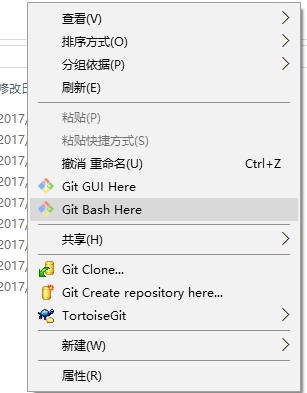 查看(V)
排序方式(O)
分组依据(P)
刷新(E)
修改日
粘贴(P)
2017/
粘贴快捷方式(S)
2017/
撤消 重命名(U) Ctrl+Z
2017/
Git GUI Here
2017/
Git Bash Here
2017/
共享(H)
2017/
Git Clone...
2017/
Git Create repository here...
2017/
TortoiseGit
新建(W)
属性(R)